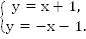 y = x + 1,
y = −x − 1.